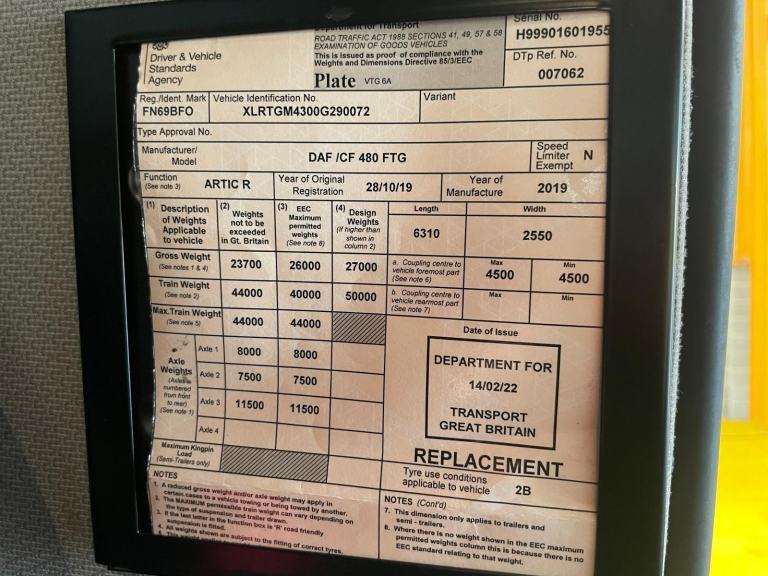 Department for Transport
ROAD TRAFFIC ACT 1988 SECTIONS 41, 49, 57 & 58
EXAMINATION OF GOODS VEHICLES
This is issued as proof of compliance with the
Weights and Dimensions Directive 85/3/EEC
Plate VTG 6A
Driver & Vehicle
Standards
Agency
Serial No.
H99901601955
DTp Ref. No.
007062
Reg./Ident. Mark
FN69BFO
Vehicle Identification No.
XLRTGM4300G290072
Variant
Type Approval No.
Manufacturer/
Model
DAF /CF 480 FTG
Speed
Limiter
Exempt
N
Function
(See note 3)
ARTIC R
Year of Original
Registration
28/10/19
Year of
Manufacture
2019
(1) Description
of Weights
Applicable
to vehicle
(2)
Weights
not to be
exceeded
in Gt. Britain
(3) EEC
Maximum
permitted
weights
(See note 8)
(4) Design
Weights
(if higher than
shown in
column 2)
Length
6310
Width
2550
Gross Weight
(See notes 1 & 4)
23700
26000
27000
a. Coupling centre to
vehicle foremost part
(See note 6)
Max
4500
Min
4500
Train Weight
(See note 2)
44000
40000
50000
b. Coupling centre to
vehicle rearmost part
(See note 7)
Max
Min
Max.Train Weight
(See note 5)
44000
44000
Axle
Weights
(Axles
numbered
from front
to rear)
(See note 1)
Axle 1
8000
8000
Axle 2
7500
7500
Axle 3
11500
11500
Axle 4
Maximum Kingpin
Load
(Semi-Trailers only)
Date of Issue
DEPARTMENT FOR
14/02/22
TRANSPORT
GREAT BRITAIN
REPLACEMENT
Tyre use conditions
applicable to vehicle
2B
NOTES
1. A reduced gross weight and/or axle weight may apply in
certain cases to a vehicle towing or being towed by another.
2. The MAXIMUM permissible train weight can vary depending on
the type of suspension and trailer drawn.
3. If the last letter in the function box is 'R' road friendly
suspension is fitted.
4. All weights shown are subject to the fitting of correct tyres.
NOTES (Cont'd)
7. This dimension only applies to trailers and
semi - trailers.
8. Where there is no weight shown in the EEC maximum
permitted weights column this is because there is no
EEC standard relating to that weight.